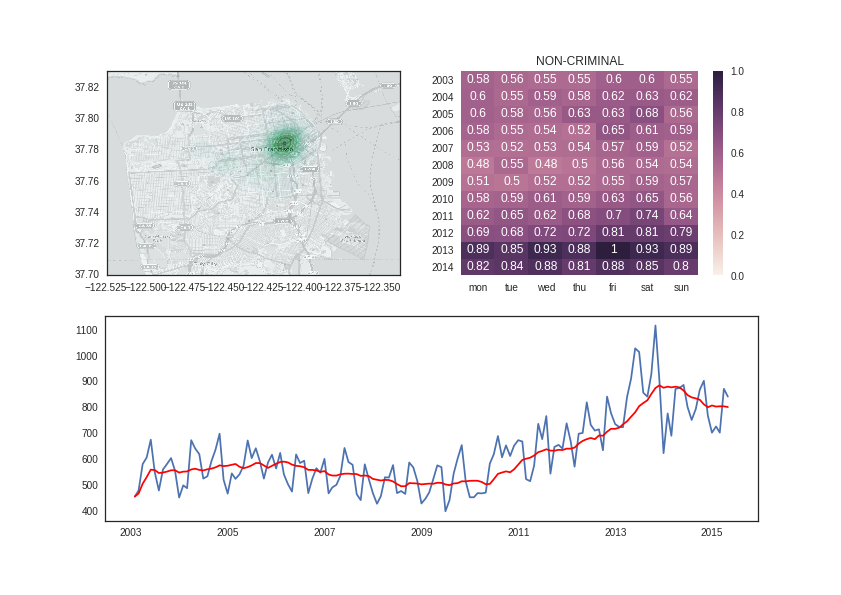 NON-CRIMINAL
37.82
37.80
37.78
37.76
37.74
37.72
37.70
San Francisco
−122.525−122.500−122.475−122.450−122.425−122.400−122.375−122.350
2003 0.58 0.56 0.55 0.55 0.6 0.6 0.55
2004 0.6 0.55 0.59 0.58 0.62 0.63 0.62
2005 0.6 0.58 0.56 0.63 0.63 0.68 0.56
2006 0.58 0.55 0.54 0.52 0.65 0.61 0.59
2007 0.53 0.52 0.53 0.54 0.57 0.59 0.52
2008 0.48 0.55 0.48 0.5 0.56 0.54 0.54
2009 0.51 0.5 0.52 0.52 0.55 0.59 0.57
2010 0.58 0.59 0.61 0.59 0.63 0.65 0.56
2011 0.62 0.65 0.62 0.68 0.7 0.74 0.64
2012 0.69 0.68 0.72 0.72 0.81 0.81 0.79
2013 0.89 0.85 0.93 0.88 1 0.93 0.89
2014 0.82 0.84 0.88 0.81 0.88 0.85 0.8
mon tue wed thu fri sat sun
1.0
0.8
0.6
0.4
0.2
0.0
1100
1000
900
800
700
600
500
400
2003 2005 2007 2009 2011 2013 2015